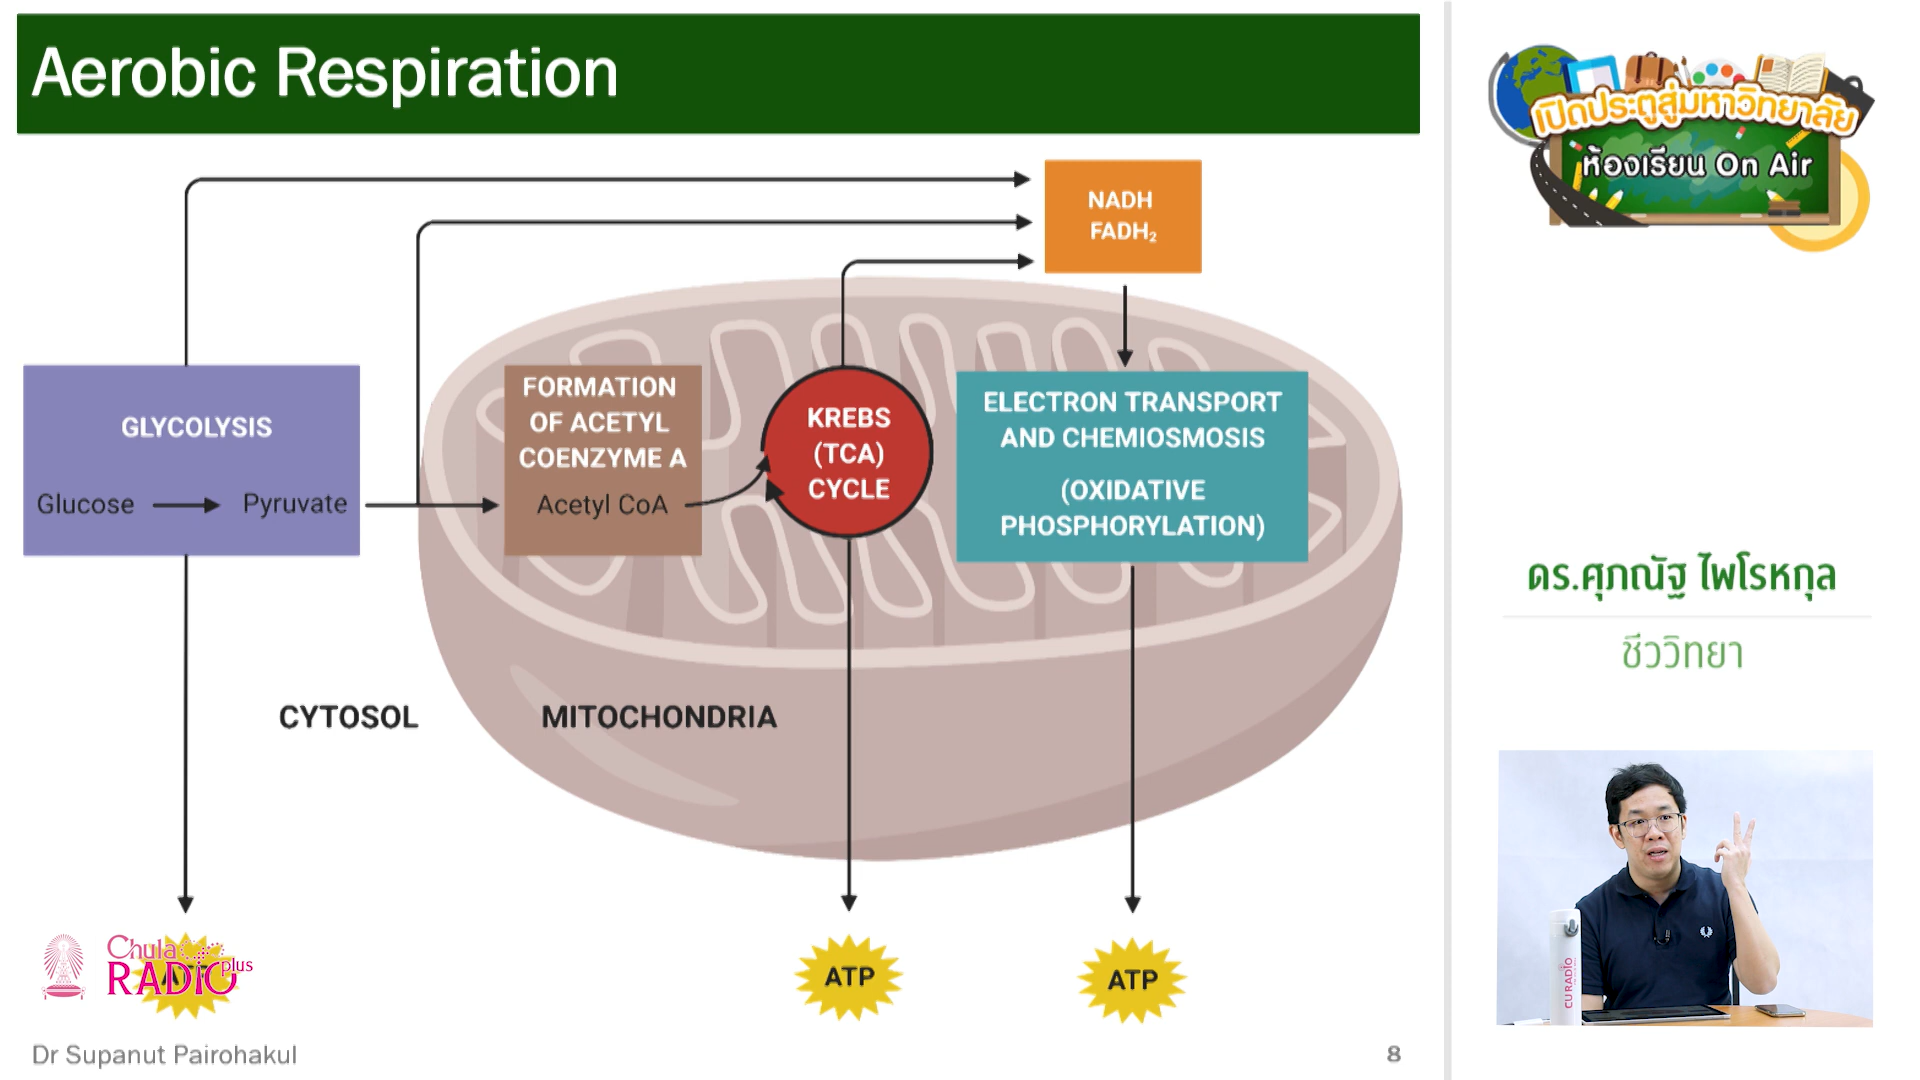 Aerobic Respiration
NADH
FADH₂
GLYCOLYSIS
Glucose
Pyruvate
FORMATION
OF ACETYL
COENZYME A
Acetyl CoA
KREBS
(TCA)
CYCLE
ELECTRON TRANSPORT
AND CHEMIOSMOSIS
(OXIDATIVE
PHOSPHORYLATION)
CYTOSOL
MITOCHONDRIA
Chula
RADIO plus
ATP
ATP
Dr Supanut Pairohakul
8
เปิดประตูสู่มหาวิทยาลัย
ห้องเรียน On Air
ดร.ศุภณัฐ ไพโรหกุล
ชีววิทยา
CU RADIO